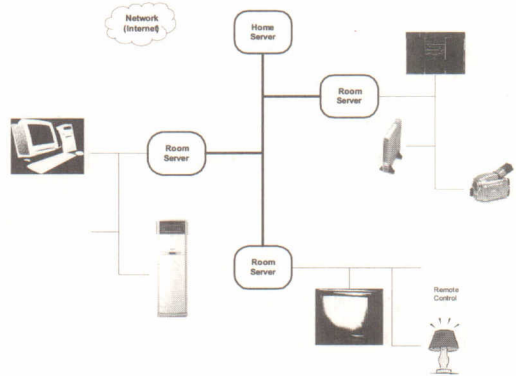 Network
(Internet)
Home
Server
Room
Server
Room
Server
Room
Server
Remote
Control